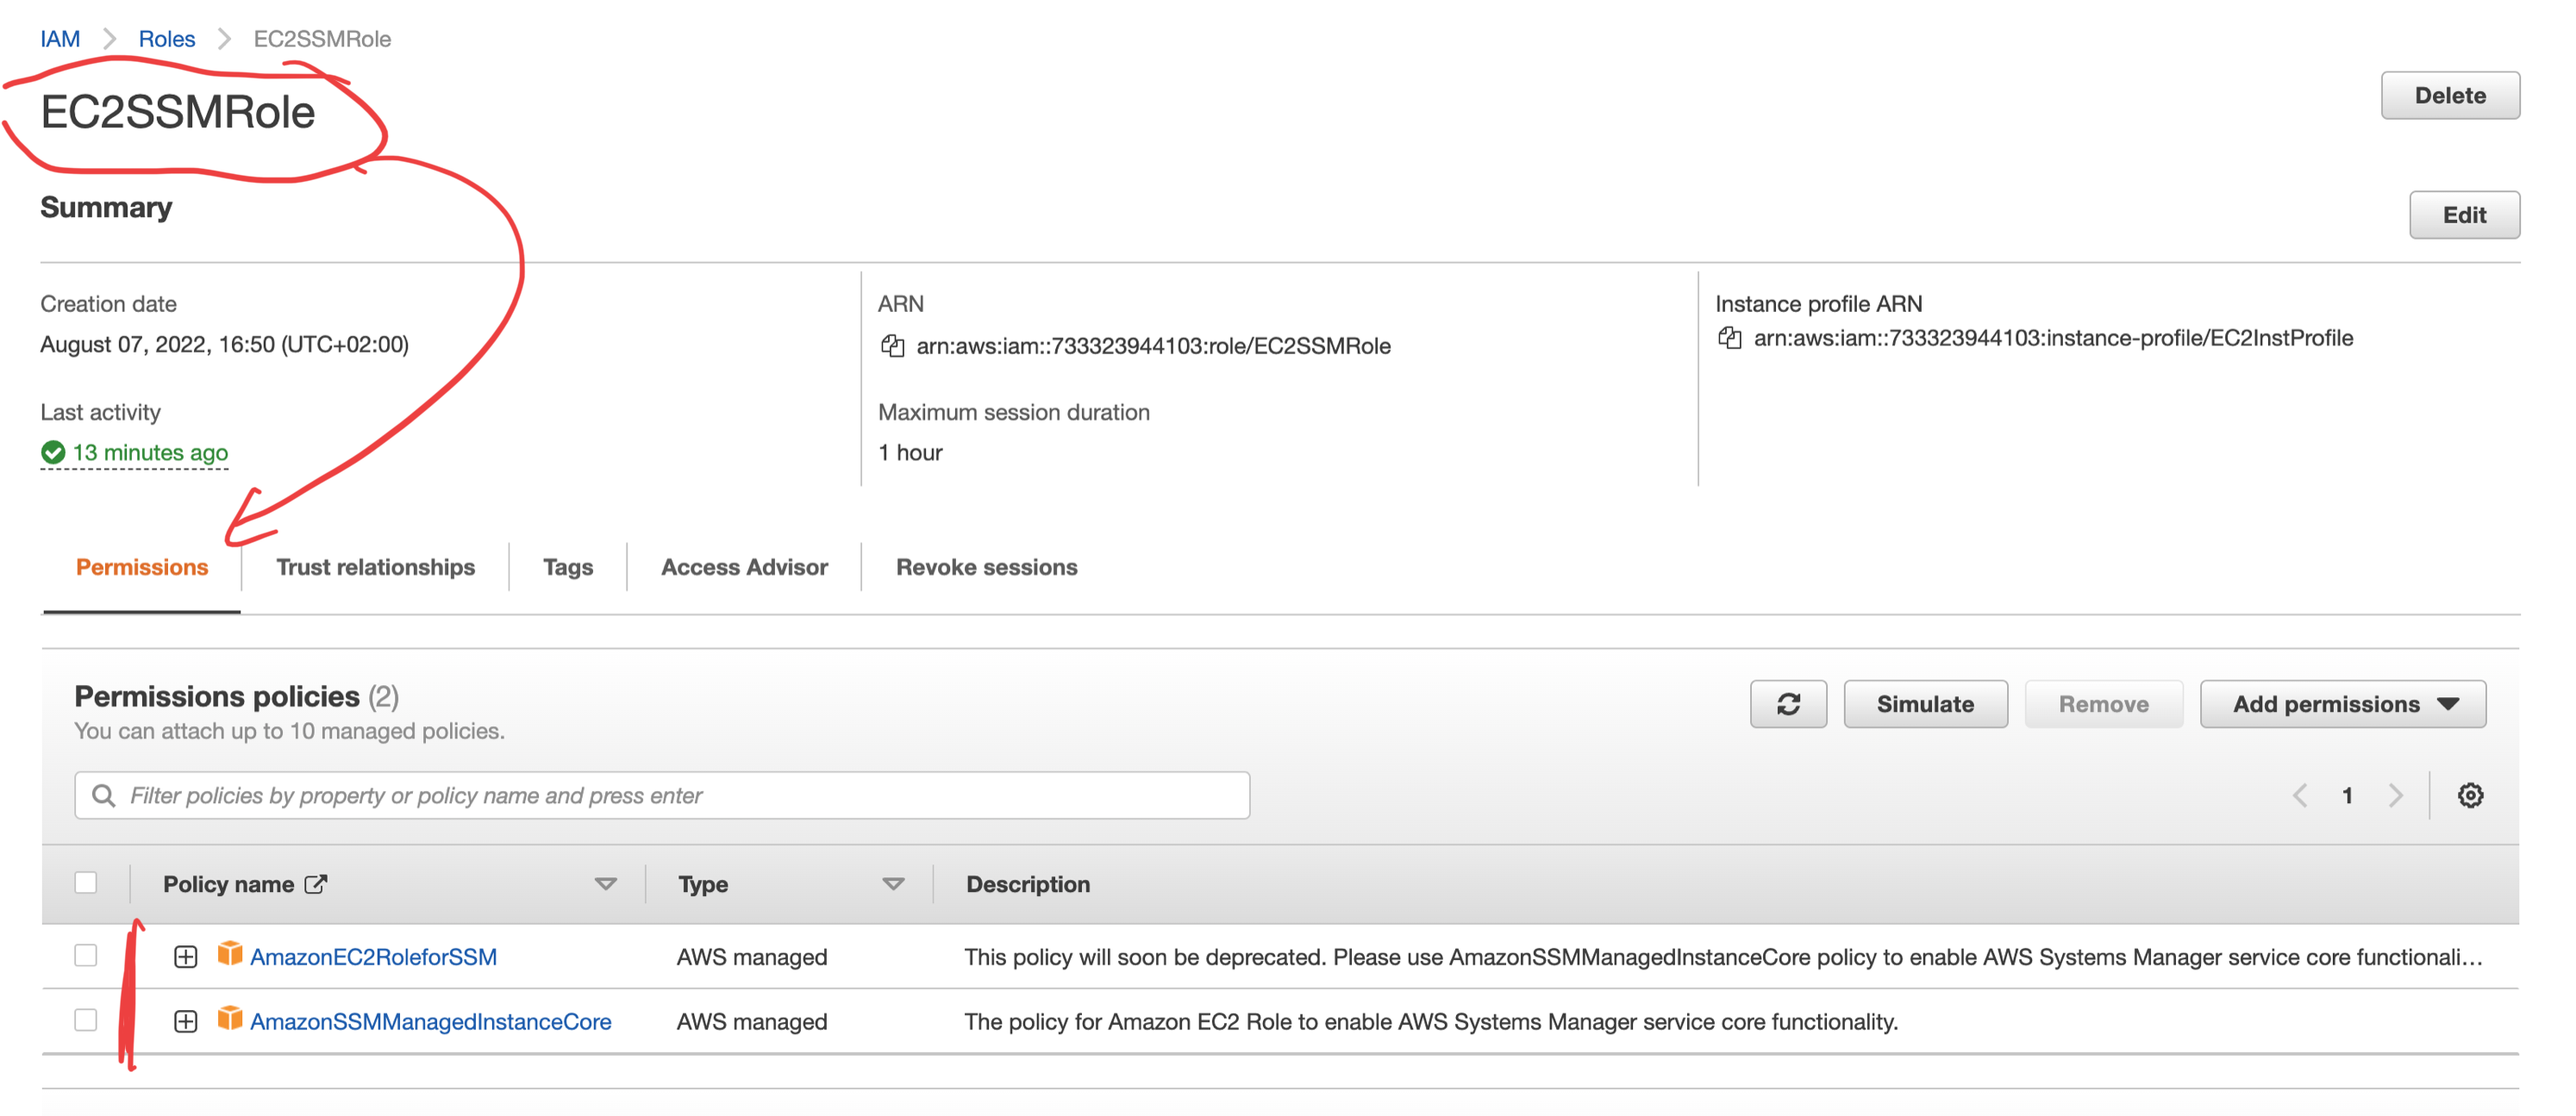 IAM > Roles > EC2SSMRole
EC2SSMRole
Delete
Summary
Edit
Creation date
August 07, 2022, 16:50 (UTC+02:00)
ARN
arn:aws:iam::733323944103:role/EC2SSMRole
Instance profile ARN
arn:aws:iam::733323944103:instance-profile/EC2InstProfile
Last activity
13 minutes ago
Maximum session duration
1 hour
Permissions Trust relationships Tags Access Advisor Revoke sessions
Permissions policies (2)
You can attach up to 10 managed policies.
Simulate Remove Add permissions
Filter policies by property or policy name and press enter
1
Policy name Type Description
AmazonEC2RoleforSSM AWS managed This policy will soon be deprecated. Please use AmazonSSMManagedInstanceCore policy to enable AWS Systems Manager service core functionali...
AmazonSSMManagedInstanceCore AWS managed The policy for Amazon EC2 Role to enable AWS Systems Manager service core functionality.